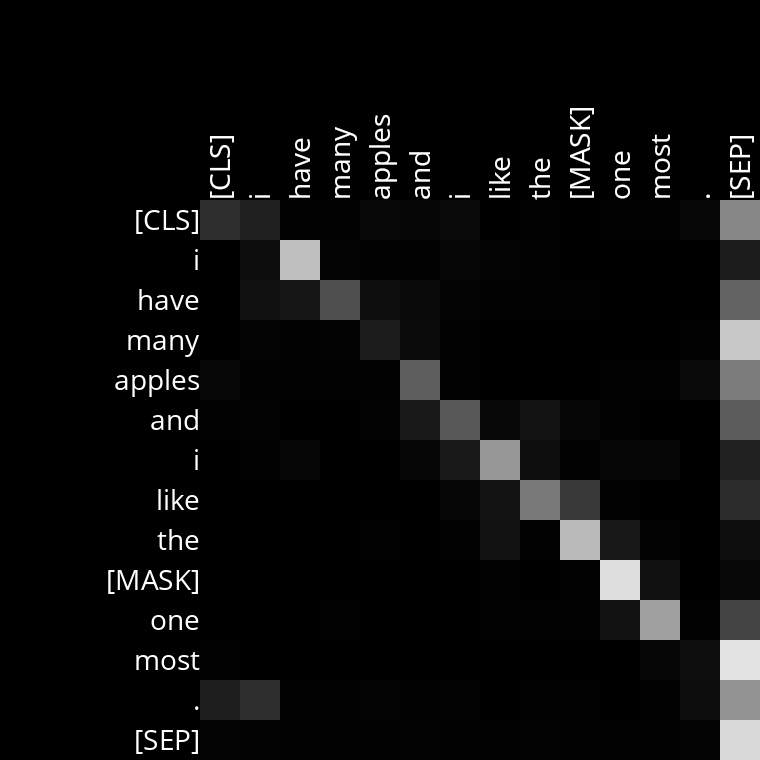 [CLS] i have many apples and i like the [MASK] one most . [SEP]
[CLS]
i
have
many
apples
and
i
like
the
[MASK]
one
most
.
[SEP]